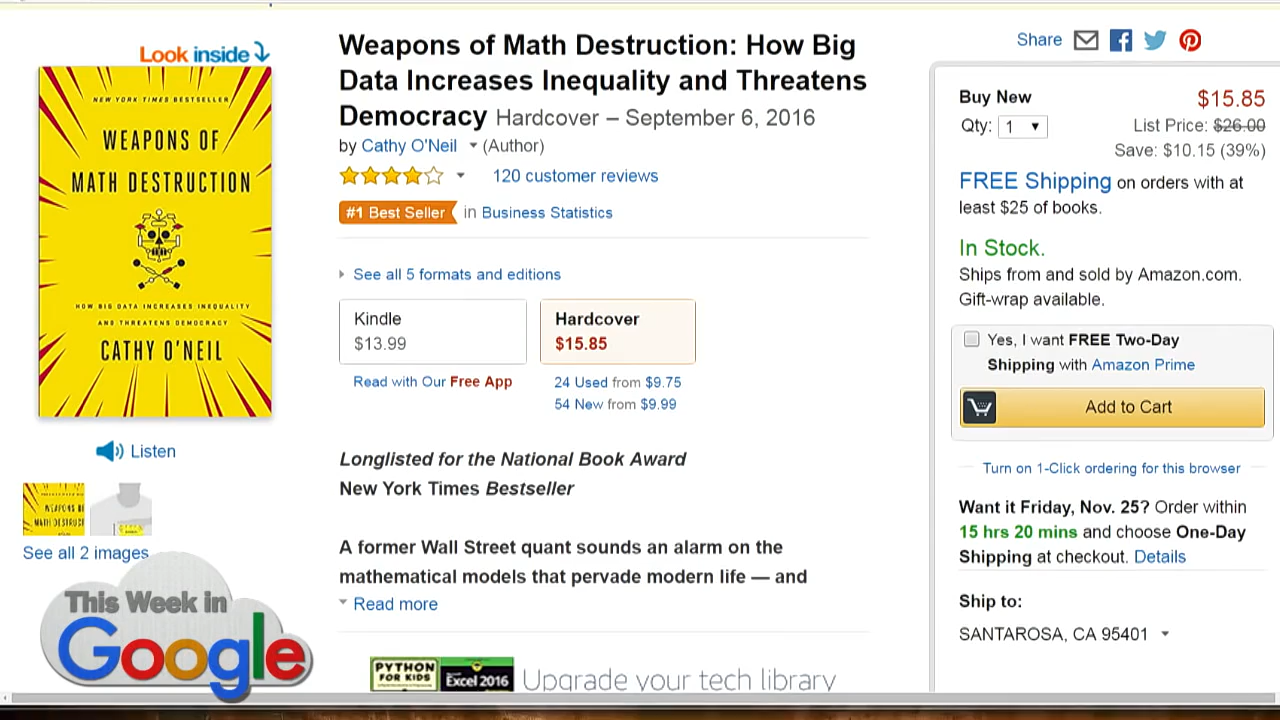 Look inside
NEW YORK TIMES BESTSELLER
WEAPONS OF
MATH DESTRUCTION
HOW BIG DATA INCREASES INEQUALITY
AND THREATENS DEMOCRACY
CATHY O'NEIL
Listen
See all 2 images
This Week in
Google
Weapons of Math Destruction: How Big
Data Increases Inequality and Threatens
Democracy Hardcover – September 6, 2016
by Cathy O'Neil (Author)
120 customer reviews
#1 Best Seller in Business Statistics
See all 5 formats and editions
Kindle
$13.99
Read with Our Free App
Hardcover
$15.85
24 Used from $9.75
54 New from $9.99
Longlisted for the National Book Award
New York Times Bestseller
A former Wall Street quant sounds an alarm on the
mathematical models that pervade modern life — and
Read more
PYTHON
FOR KIDS
Excel 2016
Upgrade your tech library
Share
Buy New $15.85
Qty: 1 List Price: $26.00
Save: $10.15 (39%)
FREE Shipping on orders with at
least $25 of books.
In Stock.
Ships from and sold by Amazon.com.
Gift-wrap available.
Yes, I want FREE Two-Day
Shipping with Amazon Prime
Add to Cart
Turn on 1-Click ordering for this browser
Want it Friday, Nov. 25? Order within
15 hrs 20 mins and choose One-Day
Shipping at checkout. Details
Ship to:
SANTAROSA, CA 95401